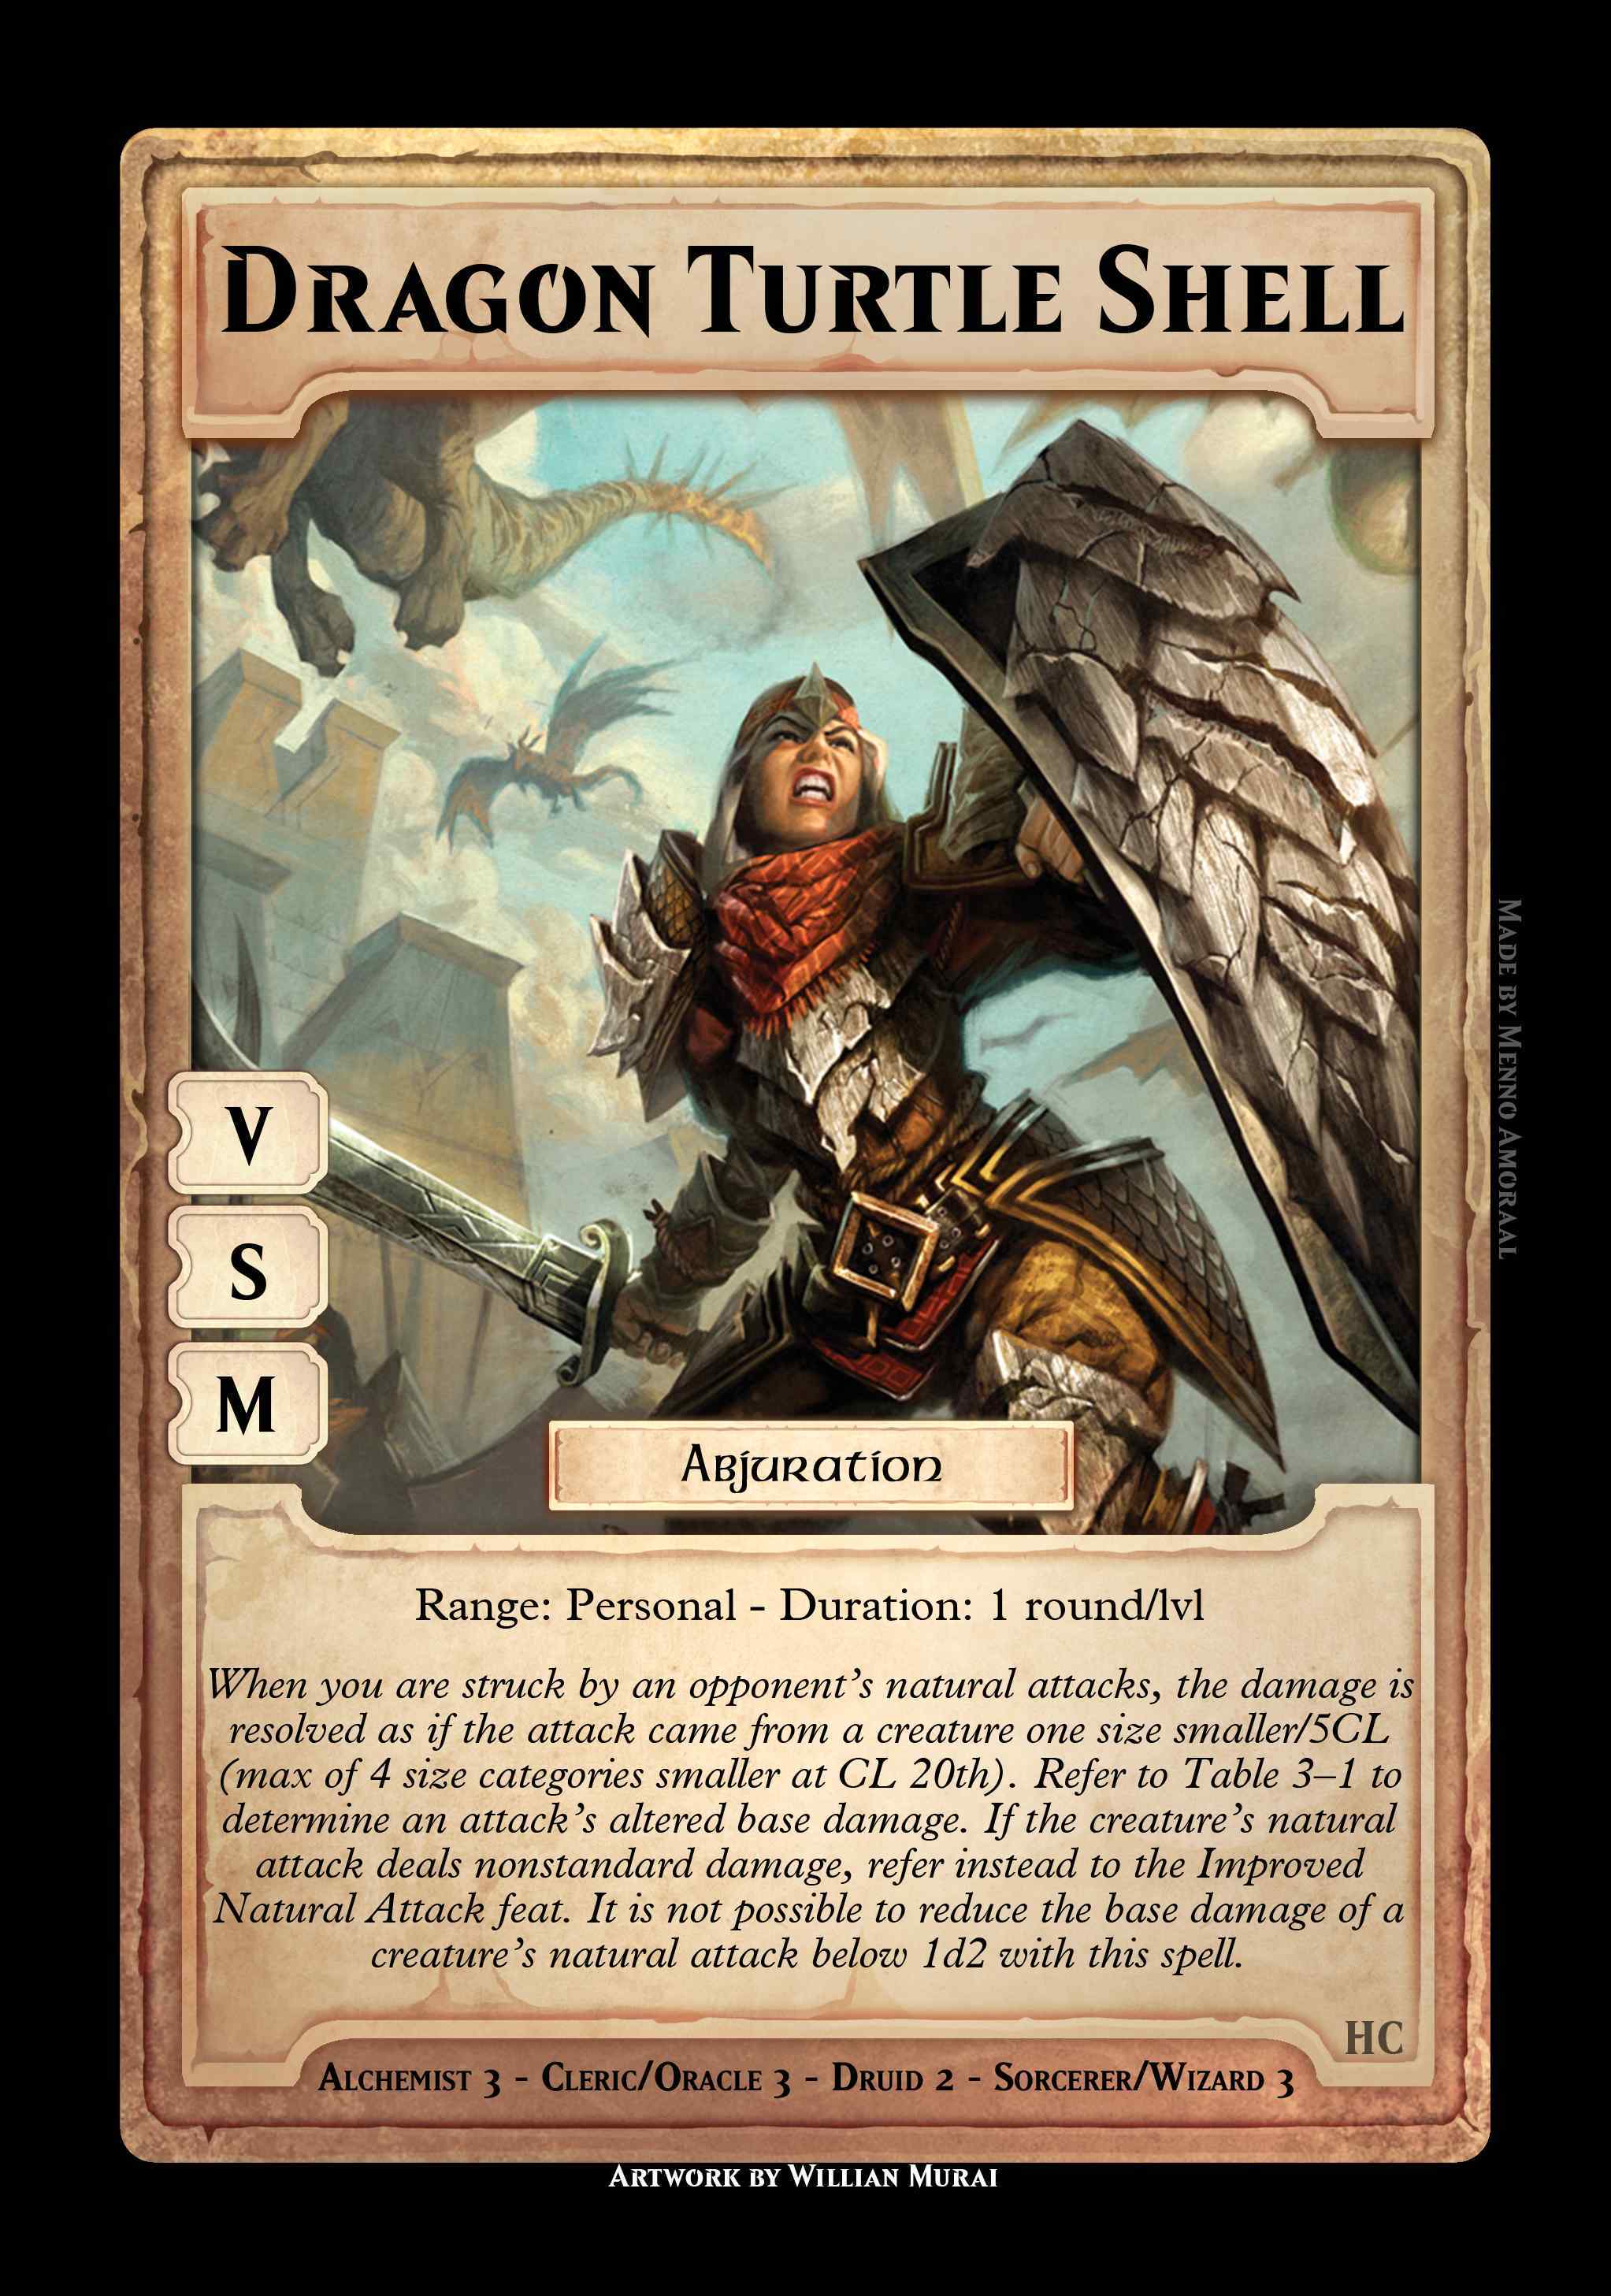 Dragon Turtle Shell
V
S
M
Abjuration
Range: Personal - Duration: 1 round/lvl
When you are struck by an opponent's natural attacks, the damage is
resolved as if the attack came from a creature one size smaller/5CL
(max of 4 size categories smaller at CL 20th). Refer to Table 3–1 to
determine an attack's altered base damage. If the creature's natural
attack deals nonstandard damage, refer instead to the Improved
Natural Attack feat. It is not possible to reduce the base damage of a
creature's natural attack below 1d2 with this spell.
HC
Alchemist 3 - Cleric/Oracle 3 - Druid 2 - Sorcerer/Wizard 3
Artwork by Willian Murai
Made by Menno Amoraal